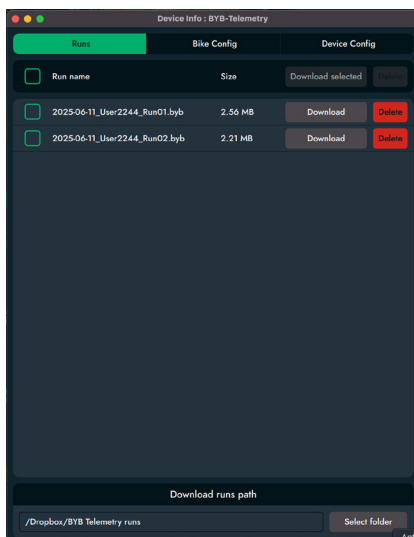 Device Info : BYB-Telemetry
Runs Bike Config Device Config
Run name Size Download selected Delete
2025-06-11_User2244_Run01.byb 2.56 MB Download Delete
2025-06-11_User2244_Run02.byb 2.21 MB Download Delete
Download runs path
/Dropbox/BYB Telemetry runs Select folder